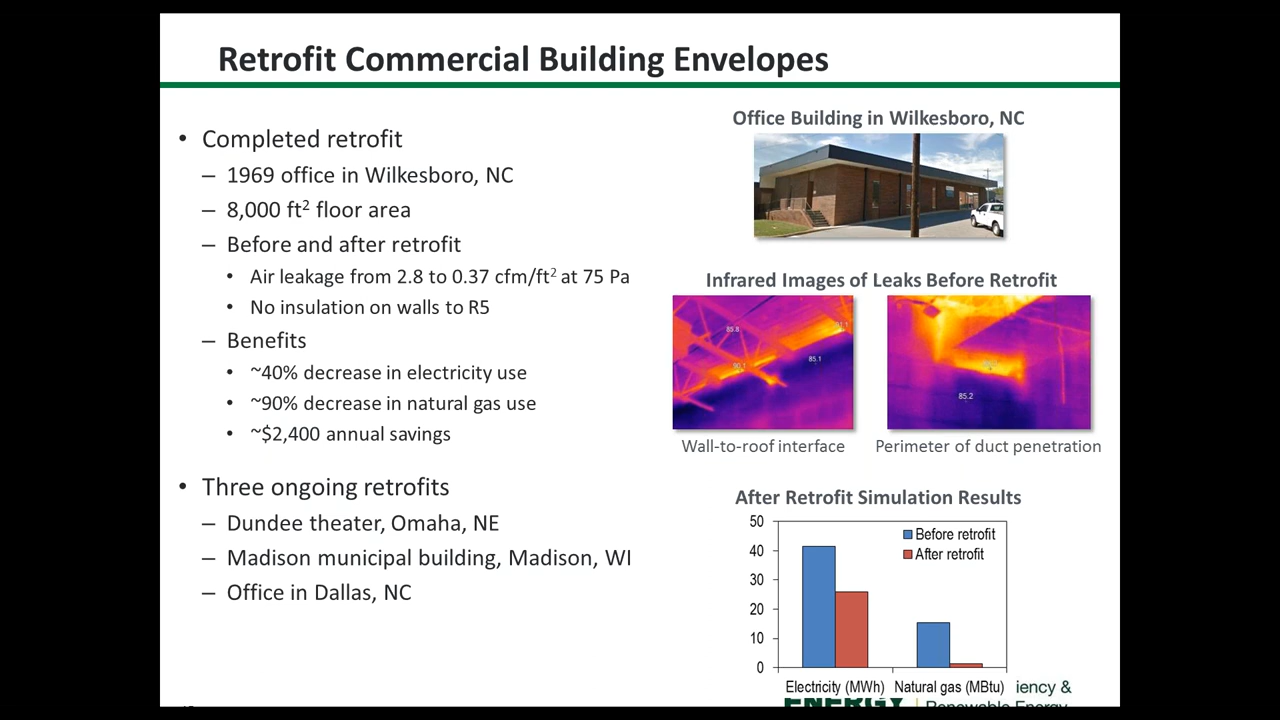 Retrofit Commercial Building Envelopes
• Completed retrofit
– 1969 office in Wilkesboro, NC
– 8,000 ft² floor area
– Before and after retrofit
• Air leakage from 2.8 to 0.37 cfm/ft² at 75 Pa
• No insulation on walls to R5
– Benefits
• ~40% decrease in electricity use
• ~90% decrease in natural gas use
• ~$2,400 annual savings
• Three ongoing retrofits
– Dundee theater, Omaha, NE
– Madison municipal building, Madison, WI
– Office in Dallas, NC
Office Building in Wilkesboro, NC
Infrared Images of Leaks Before Retrofit
85.8
85.1
85.2
Wall-to-roof interface
Perimeter of duct penetration
After Retrofit Simulation Results
50
40
30
20
10
0
Before retrofit
After retrofit
Electricity (MWh)
Natural gas (MBtu)
iency &
ENERGY
Renewable Energy